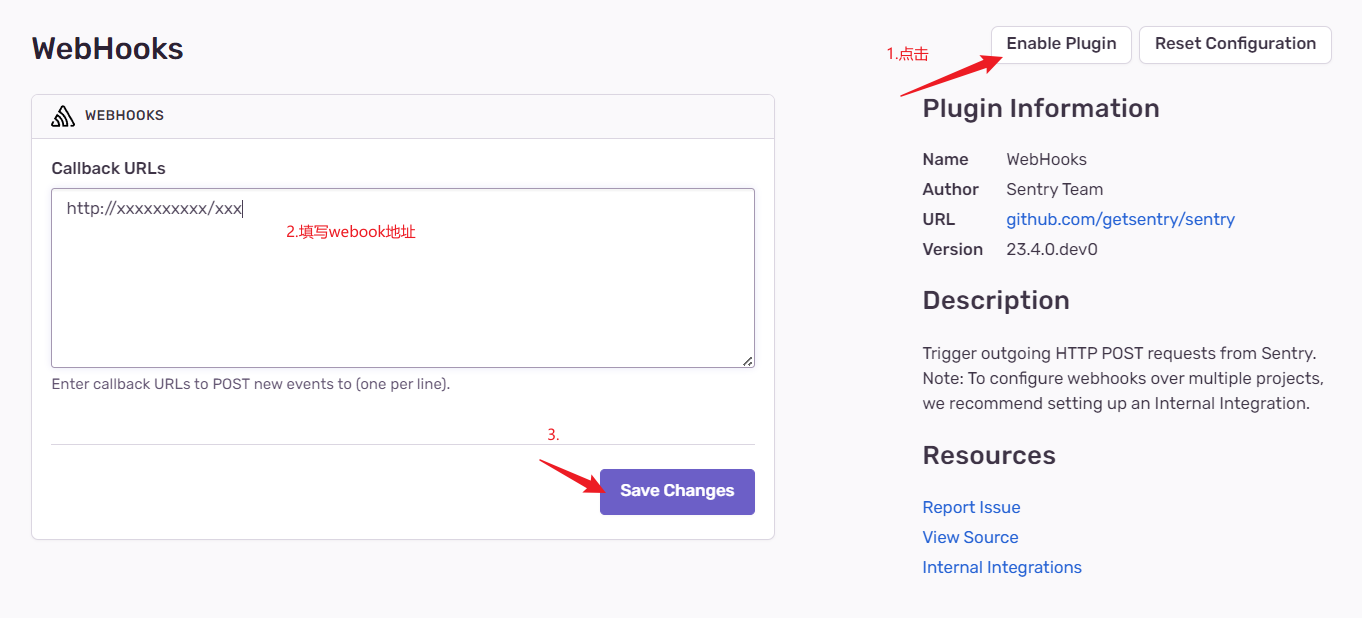 WebHooks
1.点击
Enable Plugin
Reset Configuration
WEBHOOKS
Callback URLs
http://xxxxxxxxxx/xxx
2.填写webook地址
Enter callback URLs to POST new events to (one per line).
3.
Save Changes
Plugin Information
Name WebHooks
Author Sentry Team
URL github.com/getsentry/sentry
Version 23.4.0.dev0
Description
Trigger outgoing HTTP POST requests from Sentry.
Note: To configure webhooks over multiple projects,
we recommend setting up an Internal Integration.
Resources
Report Issue
View Source
Internal Integrations